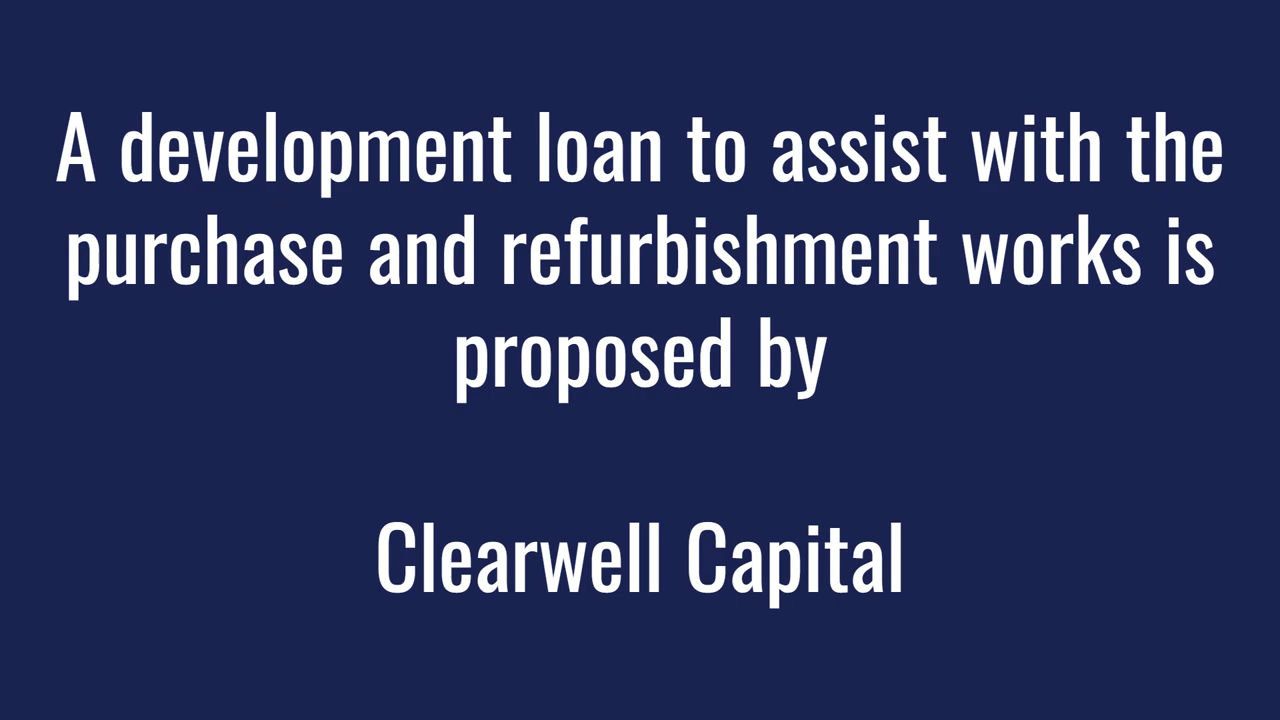 A development loan to assist with the
purchase and refurbishment works is
proposed by
Clearwell Capital